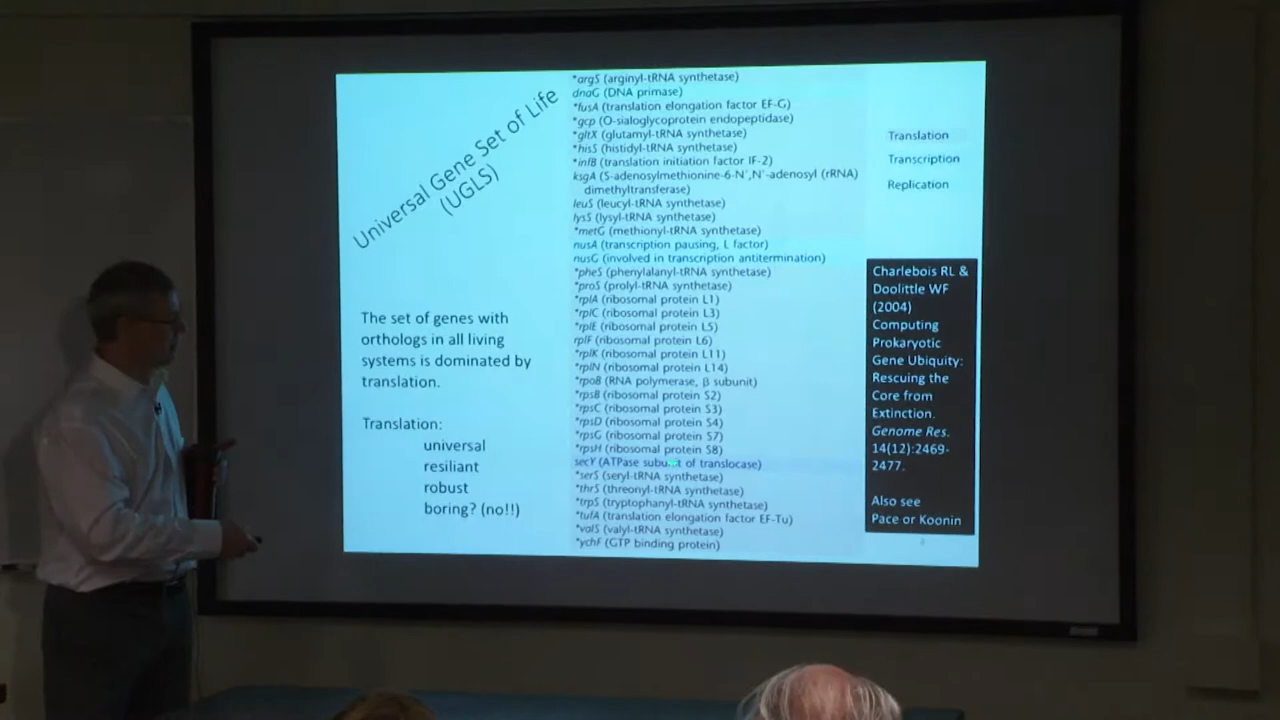 Universal Gene Set of Life
(UGLS)
The set of genes with
orthologs in all living
systems is dominated by
translation.
Translation:
universal
resiliant
robust
boring? (no!!)
*argS (arginyl-tRNA synthetase)
dnaG (DNA primase)
*fusA (translation elongation factor EF-G)
*gcp (O-sialoglycoprotein endopeptidase)
*gltX (glutamyl-tRNA synthetase)
*hisS (histidyl-tRNA synthetase)
*infB (translation initiation factor IF-2)
ksgA (S-adenosylmethionine-6-N',N'-adenosyl (rRNA)
dimethyltransferase)
leuS (leucyl-tRNA synthetase)
lysS (lysyl-tRNA synthetase)
*metG (methionyl-tRNA synthetase)
nusA (transcription pausing, L factor)
nusG (involved in transcription antitermination)
*pheS (phenylalanyl-tRNA synthetase)
*proS (prolyl-tRNA synthetase)
*rplA (ribosomal protein L1)
*rplC (ribosomal protein L3)
*rplE (ribosomal protein L5)
rplF (ribosomal protein L6)
*rplK (ribosomal protein L11)
*rplN (ribosomal protein L14)
*rpoB (RNA polymerase, β subunit)
*rpsB (ribosomal protein S2)
*rpsC (ribosomal protein S3)
*rpsD (ribosomal protein S4)
*rpsG (ribosomal protein S7)
*rpsH (ribosomal protein S8)
secY (ATPase subunit of translocase)
*serS (seryl-tRNA synthetase)
*thrS (threonyl-tRNA synthetase)
*trpS (tryptophanyl-tRNA synthetase)
*tufA (translation elongation factor EF-Tu)
*valS (valyl-tRNA synthetase)
*ychF (GTP binding protein)
Translation
Transcription
Replication
Charlebois RL &
Doolittle WF
(2004)
Computing
Prokaryotic
Gene Ubiquity:
Rescuing the
Core from
Extinction.
Genome Res.
14(12):2469-
2477.
Also see
Pace or Koonin